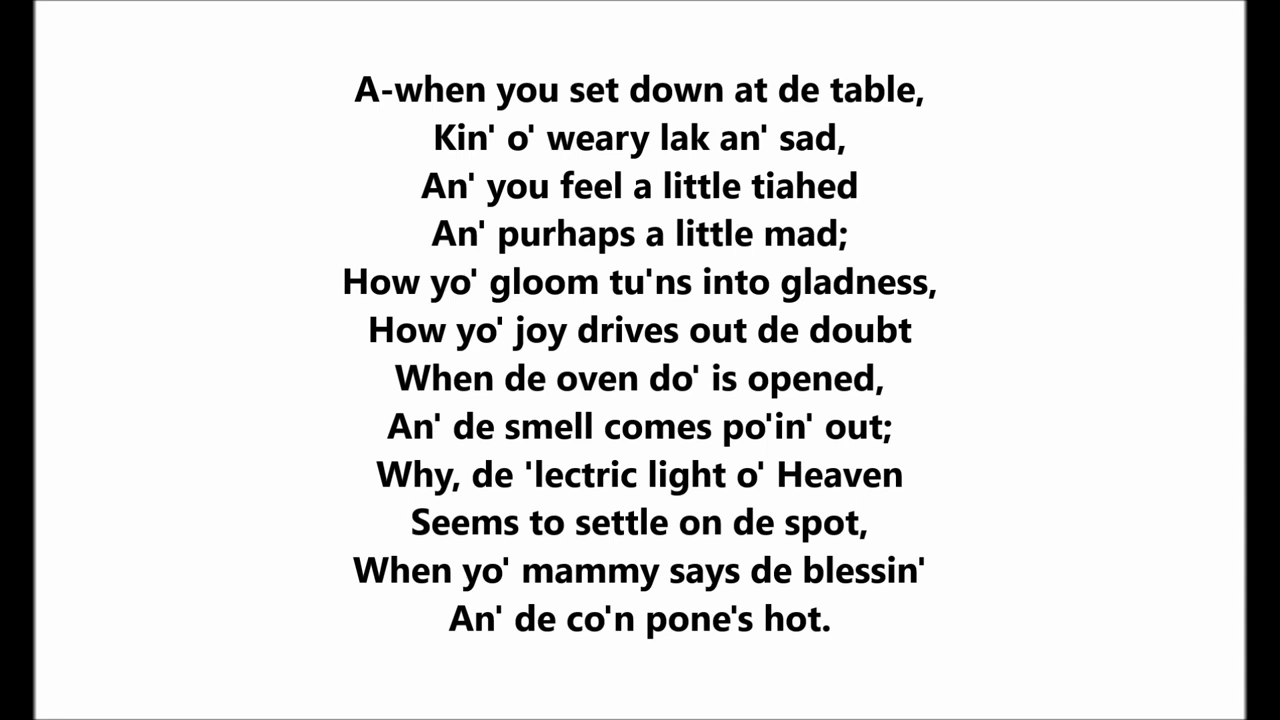 A-when you set down at de table,
Kin' o' weary lak an' sad,
An' you feel a little tiahed
An' purhaps a little mad;
How yo' gloom tu'ns into gladness,
How yo' joy drives out de doubt
When de oven do' is opened,
An' de smell comes po'in' out;
Why, de 'lectric light o' Heaven
Seems to settle on de spot,
When yo' mammy says de blessin'
An' de co'n pone's hot.